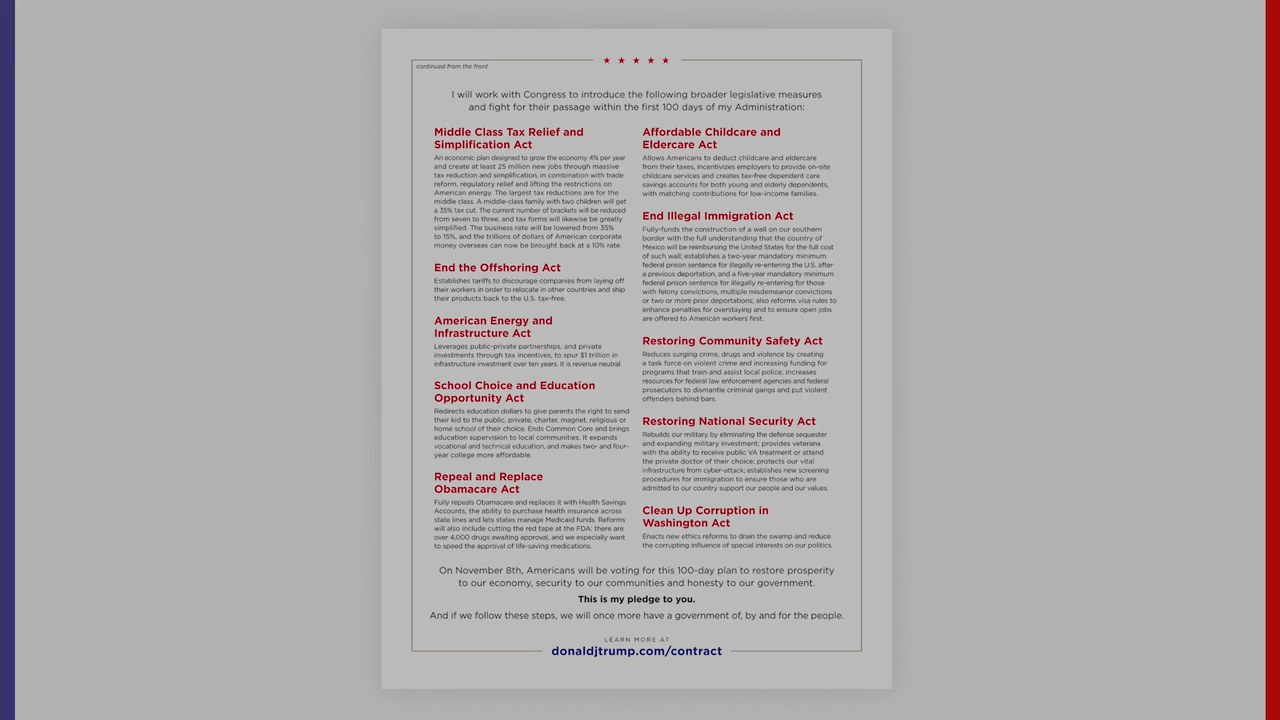 continued from the front
I will work with Congress to introduce the following broader legislative measures
and fight for their passage within the first 100 days of my Administration:
Middle Class Tax Relief and
Simplification Act
An economic plan designed to grow the economy 4% per year
and create at least 25 million new jobs through massive
tax reduction and simplification, in combination with trade
reform, regulatory relief and lifting the restrictions on
American energy. The largest tax reductions are for the
middle class. A middle-class family with two children will get
a 35% tax cut. The current number of brackets will be reduced
from seven to three, and tax forms will likewise be greatly
simplified. The business rate will be lowered from 35%
to 15%, and the trillions of dollars of American corporate
money overseas can now be brought back at a 10% rate.
End the Offshoring Act
Establishes tariffs to discourage companies from laying off
their workers in order to relocate in other countries and ship
their products back to the U.S. tax-free.
American Energy and
Infrastructure Act
Leverages public-private partnerships, and private
investments through tax incentives, to spur $1 trillion in
infrastructure investment over ten years. It is revenue neutral.
School Choice and Education
Opportunity Act
Redirects education dollars to give parents the right to send
their kid to the public, private, charter, magnet, religious or
home school of their choice. Ends Common Core and brings
education supervision to local communities. It expands
vocational and technical education, and makes two- and four-
year college more affordable.
Repeal and Replace
Obamacare Act
Fully repeals Obamacare and replaces it with Health Savings
Accounts, the ability to purchase health insurance across
state lines and lets states manage Medicaid funds. Reforms
will also include cutting the red tape at the FDA: there are
over 4,000 drugs awaiting approval, and we especially want
to speed the approval of life-saving medications.
Affordable Childcare and
Eldercare Act
Allows Americans to deduct childcare and eldercare
from their taxes, incentivizes employers to provide on-site
childcare services and creates tax-free dependent care
savings accounts for both young and elderly dependents,
with matching contributions for low-income families.
End Illegal Immigration Act
Fully-funds the construction of a wall on our southern
border with the full understanding that the country of
Mexico will be reimbursing the United States for the full cost
of such wall; establishes a two-year mandatory minimum
federal prison sentence for illegally re-entering the U.S. after
a previous deportation, and a five-year mandatory minimum
federal prison sentence for illegally re-entering for those
with felony convictions, multiple misdemeanor convictions
or two or more prior deportations; also reforms visa rules to
enhance penalties for overstaying and to ensure open jobs
are offered to American workers first.
Restoring Community Safety Act
Reduces surging crime, drugs and violence by creating
a task force on violent crime and increasing funding for
programs that train and assist local police; increases
resources for federal law enforcement agencies and federal
prosecutors to dismantle criminal gangs and put violent
offenders behind bars.
Restoring National Security Act
Rebuilds our military by eliminating the defense sequester
and expanding military investment; provides veterans
with the ability to receive public VA treatment or attend
the private doctor of their choice; protects our vital
infrastructure from cyber-attack; establishes new screening
procedures for immigration to ensure those who are
admitted to our country support our people and our values.
Clean Up Corruption in
Washington Act
Enacts new ethics reforms to drain the swamp and reduce
the corrupting influence of special interests on our politics.
On November 8th, Americans will be voting for this 100-day plan to restore prosperity
to our economy, security to our communities and honesty to our government.
This is my pledge to you.
And if we follow these steps, we will once more have a government of, by and for the people.
LEARN MORE AT
donaldjtrump.com/contract